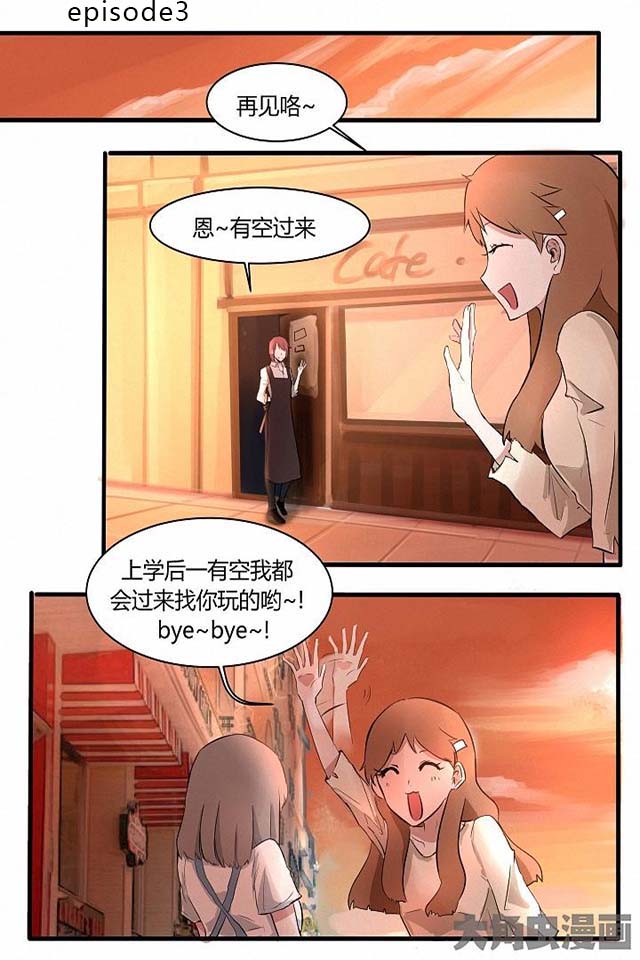 episode3
再见咯~
恩~有空过来
Cafe
上学后一有空我都
会过来找你玩的哟~!
bye~bye~!
大角虫漫画